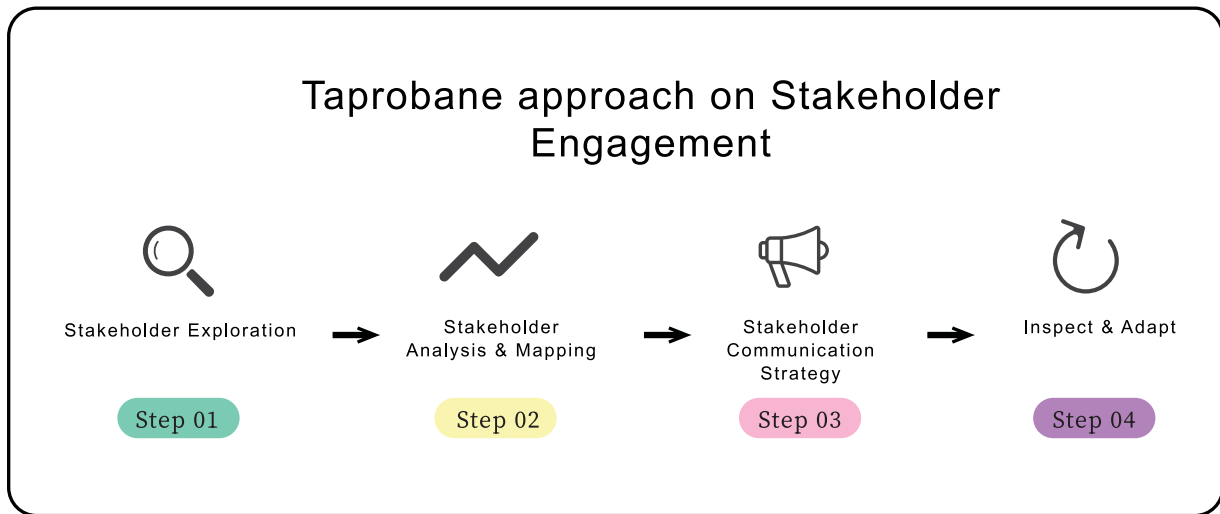 Taprobane approach on Stakeholder
Engagement
Stakeholder Exploration
Stakeholder
Analysis & Mapping
Stakeholder
Communication
Strategy
Inspect & Adapt
Step 01
Step 02
Step 03
Step 04